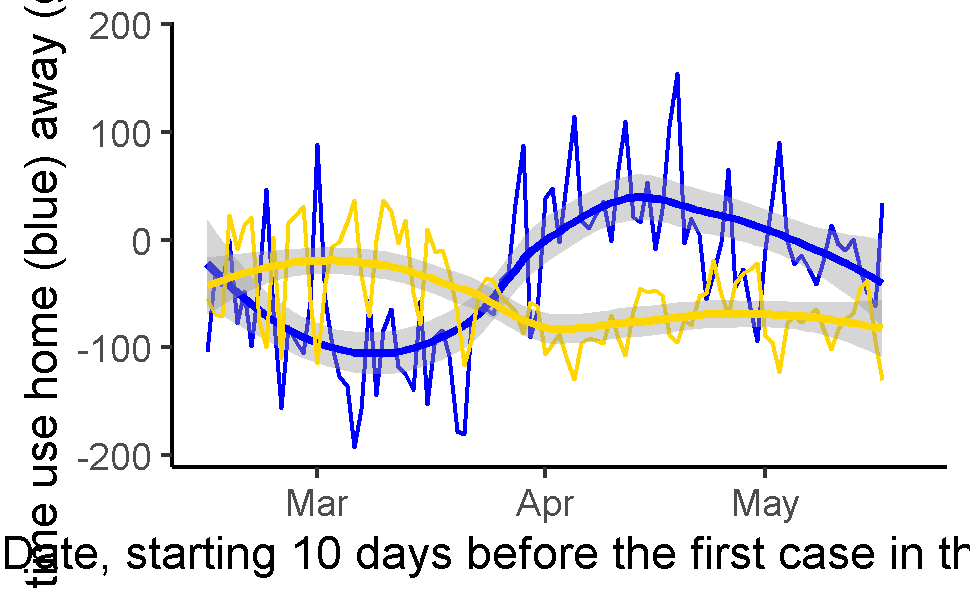 time use home (blue) away (
200
100
0
-100
-200
Mar Apr May
Date, starting 10 days before the first case in th